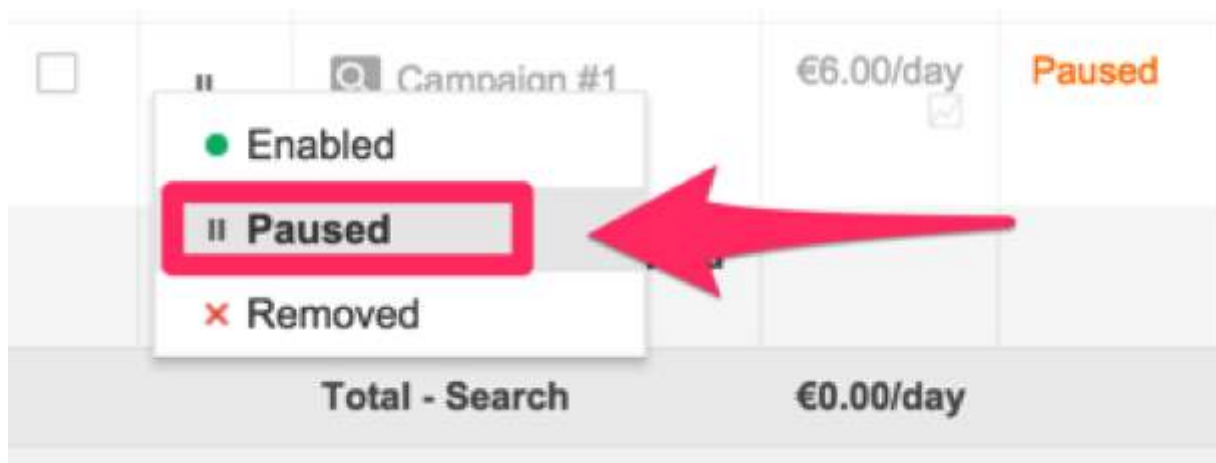 Campaign #1
€6.00/day
Paused
Enabled
Paused
Removed
Total - Search
€0.00/day